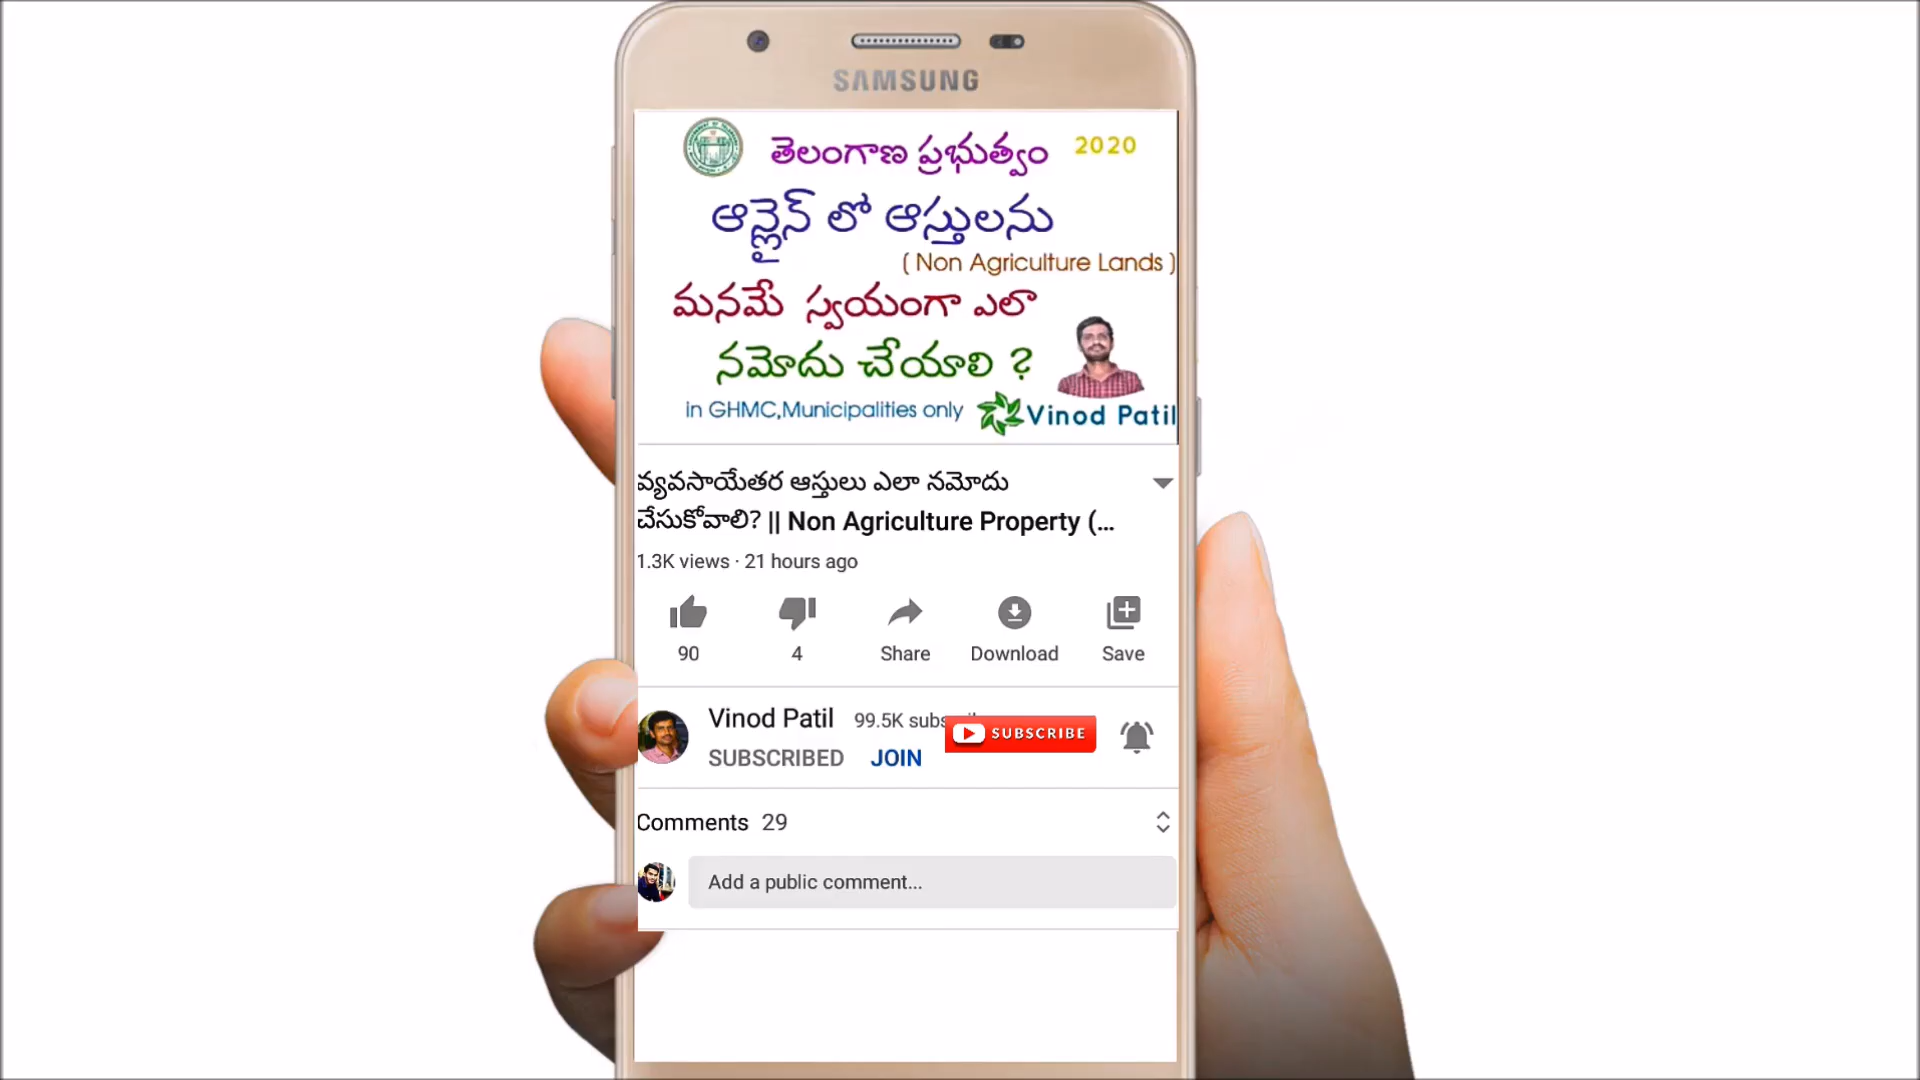 SAMSUNG
తెలంగాణ ప్రభుత్వం 2020
ఆన్లైన్ లో ఆస్తులను
( Non Agriculture Lands )
మనమే స్వయంగా ఎలా
నమోదు చేయాలి ?
in GHMC,Municipalities only Vinod Patil
వ్యవసాయేతర ఆస్తులు ఎలా నమోదు
చేసుకోవాలి? || Non Agriculture Property (...
1.3K views · 21 hours ago
90 4 Share Download Save
Vinod Patil 99.5K SUBSCRIBE
SUBSCRIBED JOIN
Comments 29
Add a public comment...